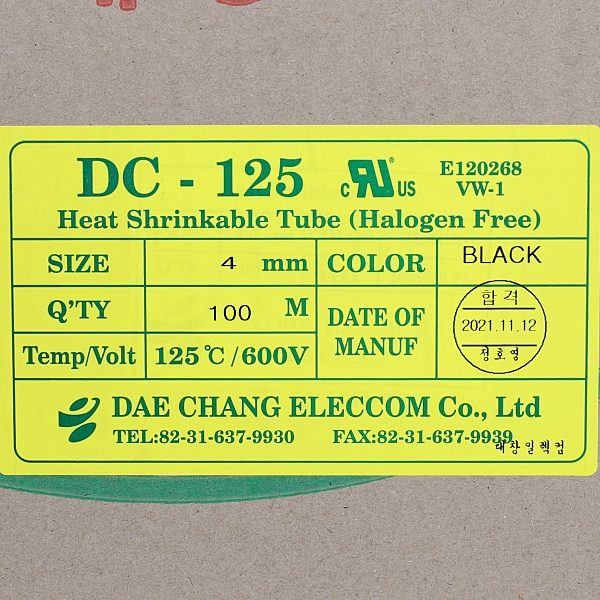 DC - 125 c RU US E120268
VW-1
Heat Shrinkable Tube (Halogen Free)
SIZE 4 mm COLOR BLACK
Q'TY 100 M DATE OF MANUF 합격
2021.11.12
정호영
Temp/Volt 125℃/600V
DAE CHANG ELECCOM Co., Ltd
TEL:82-31-637-9930 FAX:82-31-637-9939
대창일렉컴